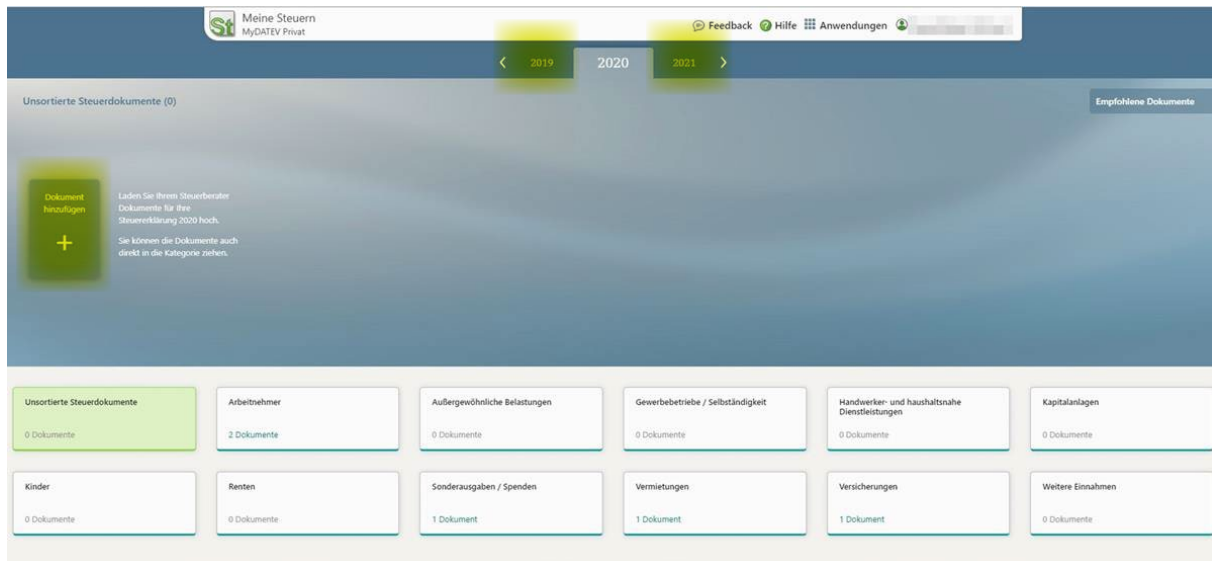 St Meine Steuern
MyDATEV Privat
Feedback Hilfe Anwendungen
2019 2020 2021
Unsortierte Steuerdokumente (0)
Empfohlene Dokumente
Dokument
hinzufügen
+
Laden Sie Ihrem Steuerberater
Dokumente für Ihre
Steuererklärung 2020 hoch.
Sie können die Dokumente auch
direkt in die Kategorie ziehen.
Unsortierte Steuerdokumente
0 Dokumente
Arbeitnehmer
2 Dokumente
Außergewöhnliche Belastungen
0 Dokumente
Gewerbebetriebe / Selbständigkeit
0 Dokumente
Handwerker- und haushaltsnahe
Dienstleistungen
0 Dokumente
Kapitalanlagen
0 Dokumente
Kinder
0 Dokumente
Renten
0 Dokumente
Sonderausgaben / Spenden
1 Dokument
Vermietungen
1 Dokument
Versicherungen
1 Dokument
Weitere Einnahmen
0 Dokumente